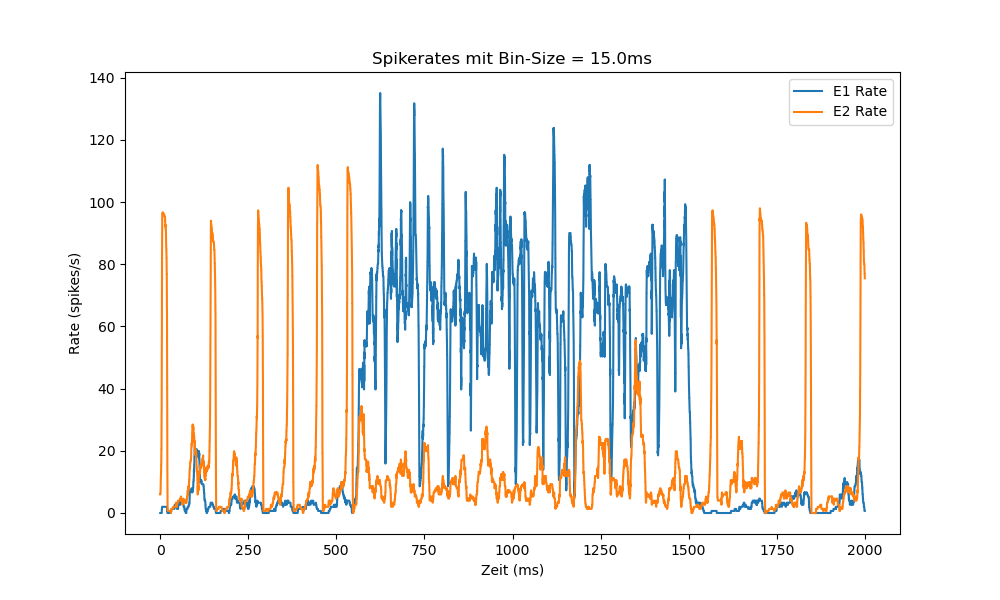 Spikerates mit Bin-Size = 15.0ms
E1 Rate
E2 Rate
Rate (spikes/s)
140
120
100
80
60
40
20
0
0 250 500 750 1000 1250 1500 1750 2000
Zeit (ms)